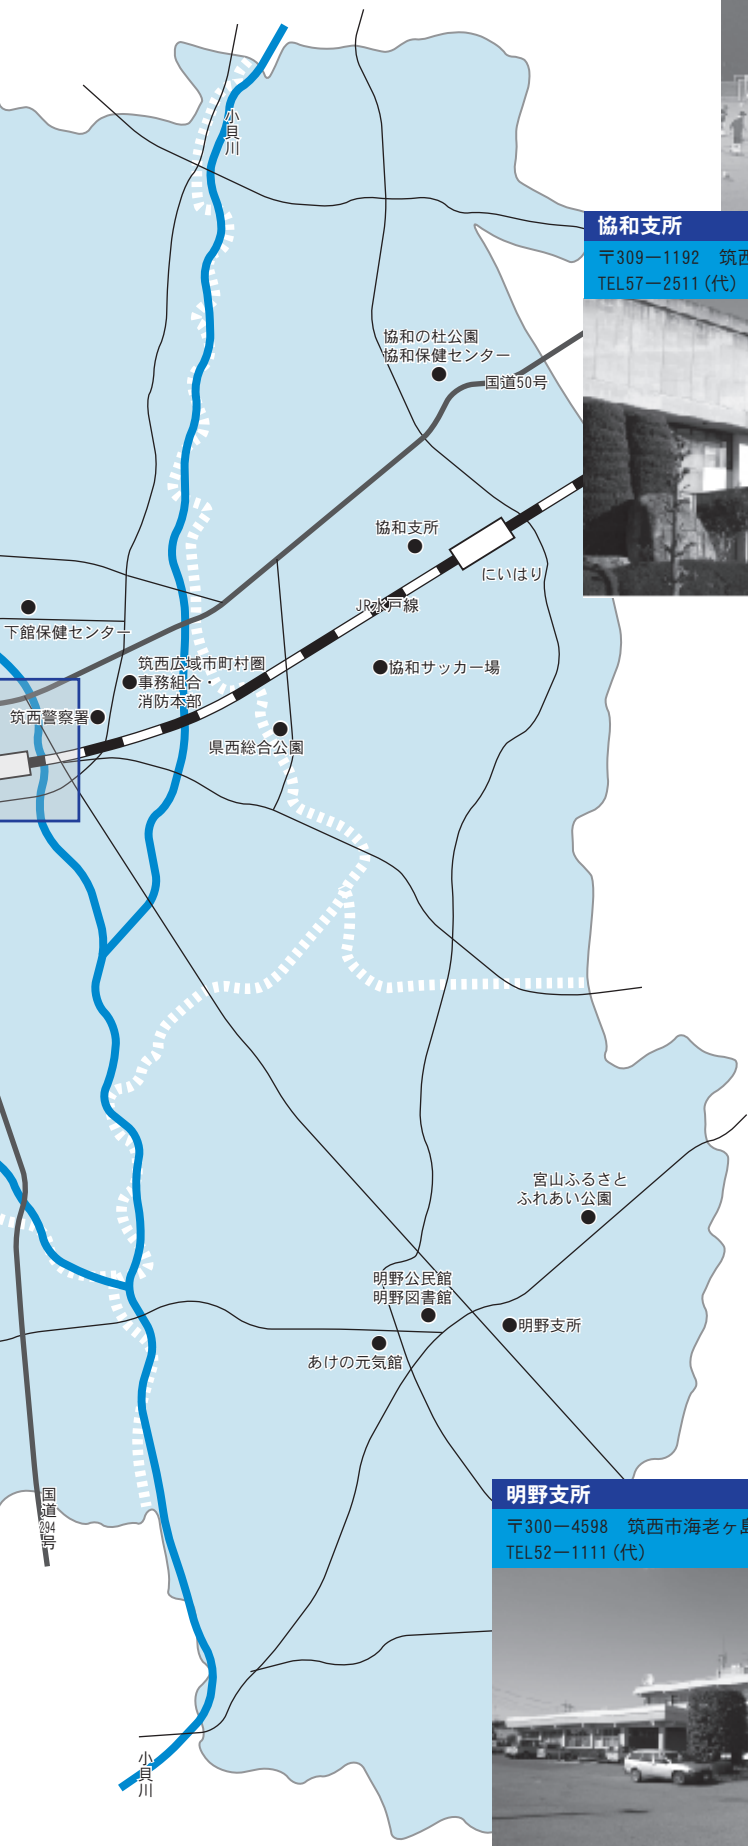 小貝川
協和支所
〒309－1192　筑西
TEL57－2511(代)
協和の杜公園
協和保健センター
国道50号
協和支所
にいはり
JR水戸線
下館保健センター
筑西広域市町村圏
事務組合・
消防本部
協和サッカー場
筑西警察署
県西総合公園
宮山ふるさと
ふれあい公園
明野公民館
明野図書館
明野支所
あけの元気館
国道294号
明野支所
〒300－4598　筑西市海老ヶ島
TEL52－1111(代)
小貝川